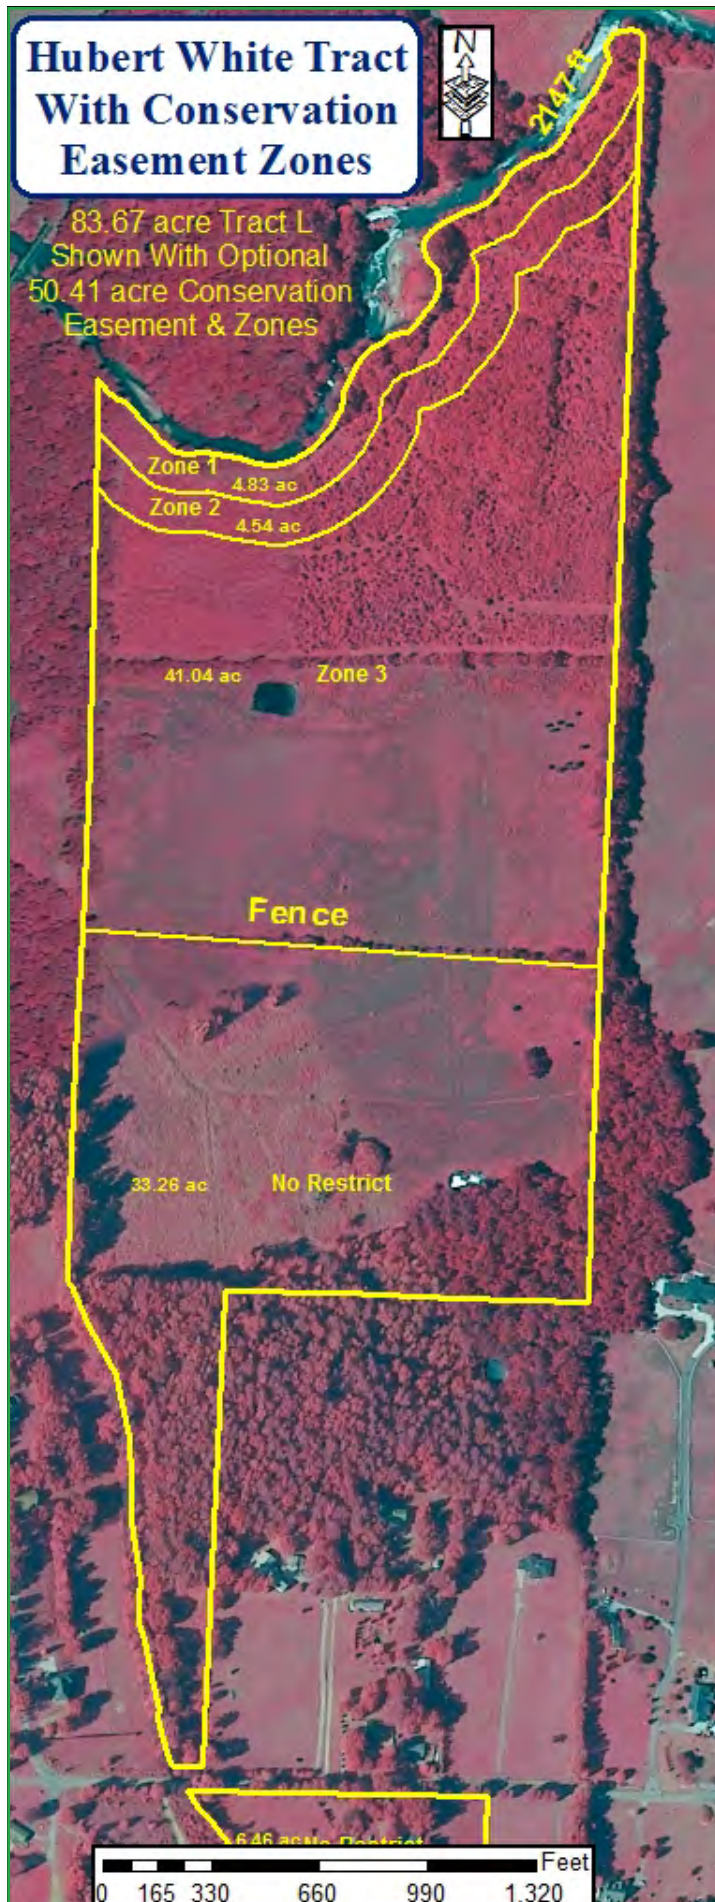 Hubert White Tract
With Conservation
Easement Zones
N
2147 ft
83.67 acre Tract L
Shown With Optional
50.41 acre Conservation
Easement & Zones
Zone 1
4.83 ac
Zone 2
4.54 ac
41.04 ac
Zone 3
Fence
33.26 ac
No Restrict
6.46 ac No Restrict
Feet
0 165 330 660 990 1,320